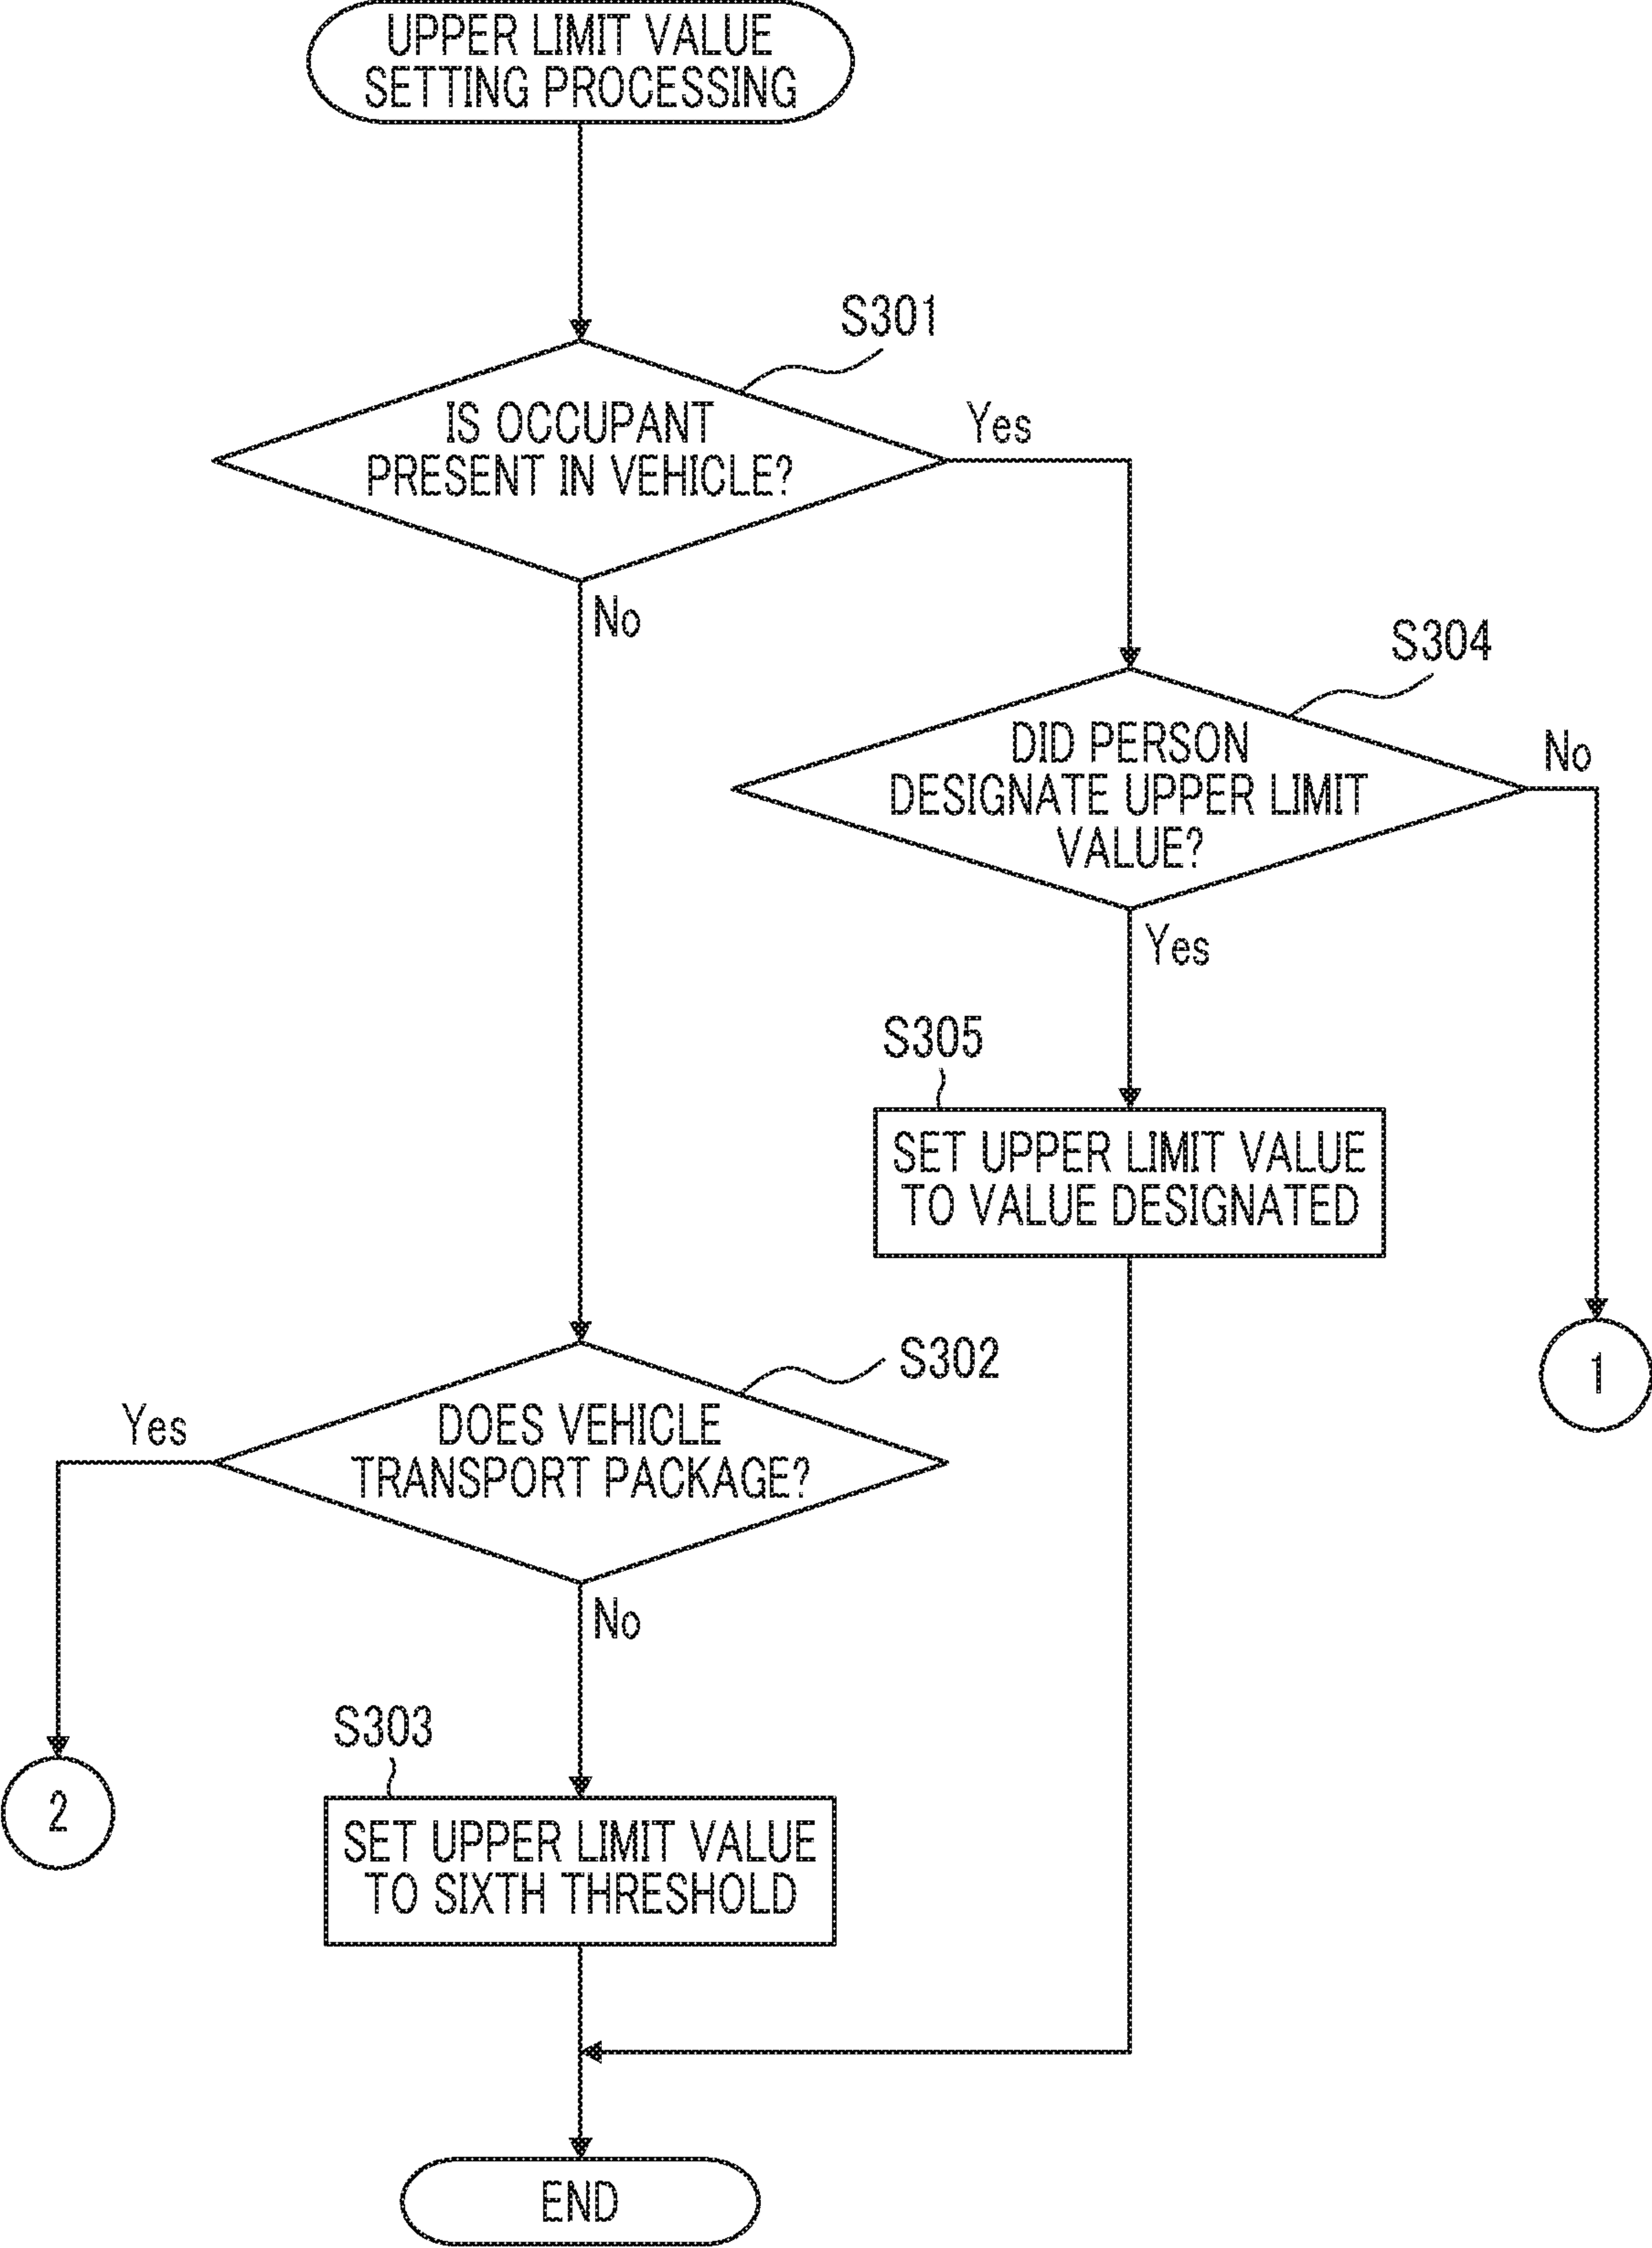 UPPER LIMIT VALUE
SETTING PROCESSING
S301
IS OCCUPANT
PRESENT IN VEHICLE?
Yes
No
S304
DID PERSON
DESIGNATE UPPER LIMIT
VALUE?
No
Yes
S305
SET UPPER LIMIT VALUE
TO VALUE DESIGNATED
1
S302
DOES VEHICLE
TRANSPORT PACKAGE?
Yes
No
2
S303
SET UPPER LIMIT VALUE
TO SIXTH THRESHOLD
END